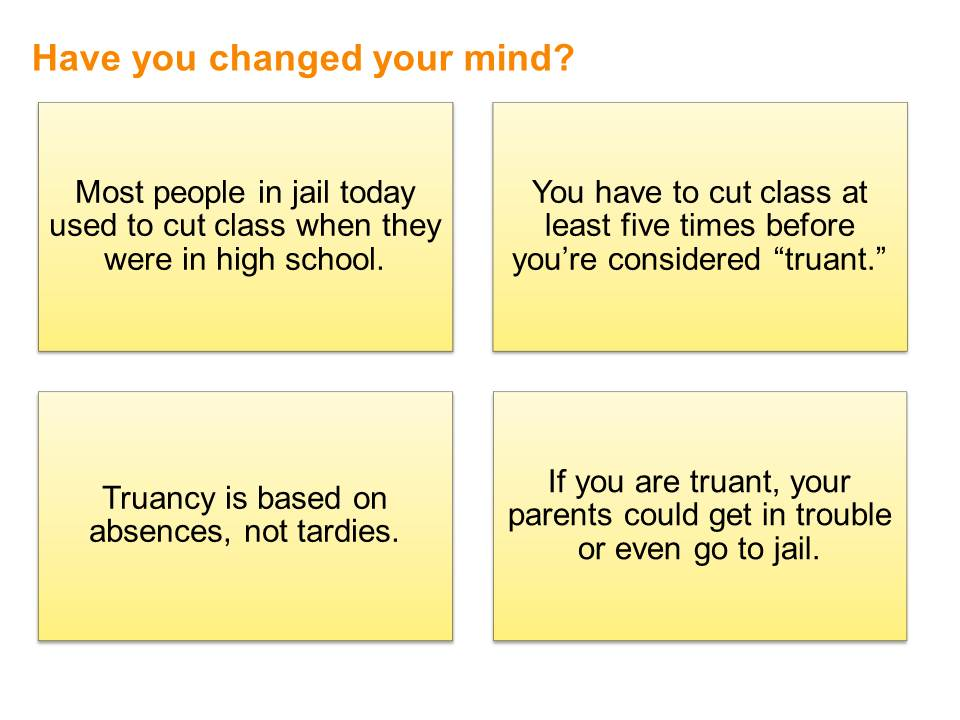 Have you changed your mind?
Most people in jail today
used to cut class when they
were in high school.
You have to cut class at
least five times before
you’re considered “truant.”
Truancy is based on
absences, not tardies.
If you are truant, your
parents could get in trouble
or even go to jail.